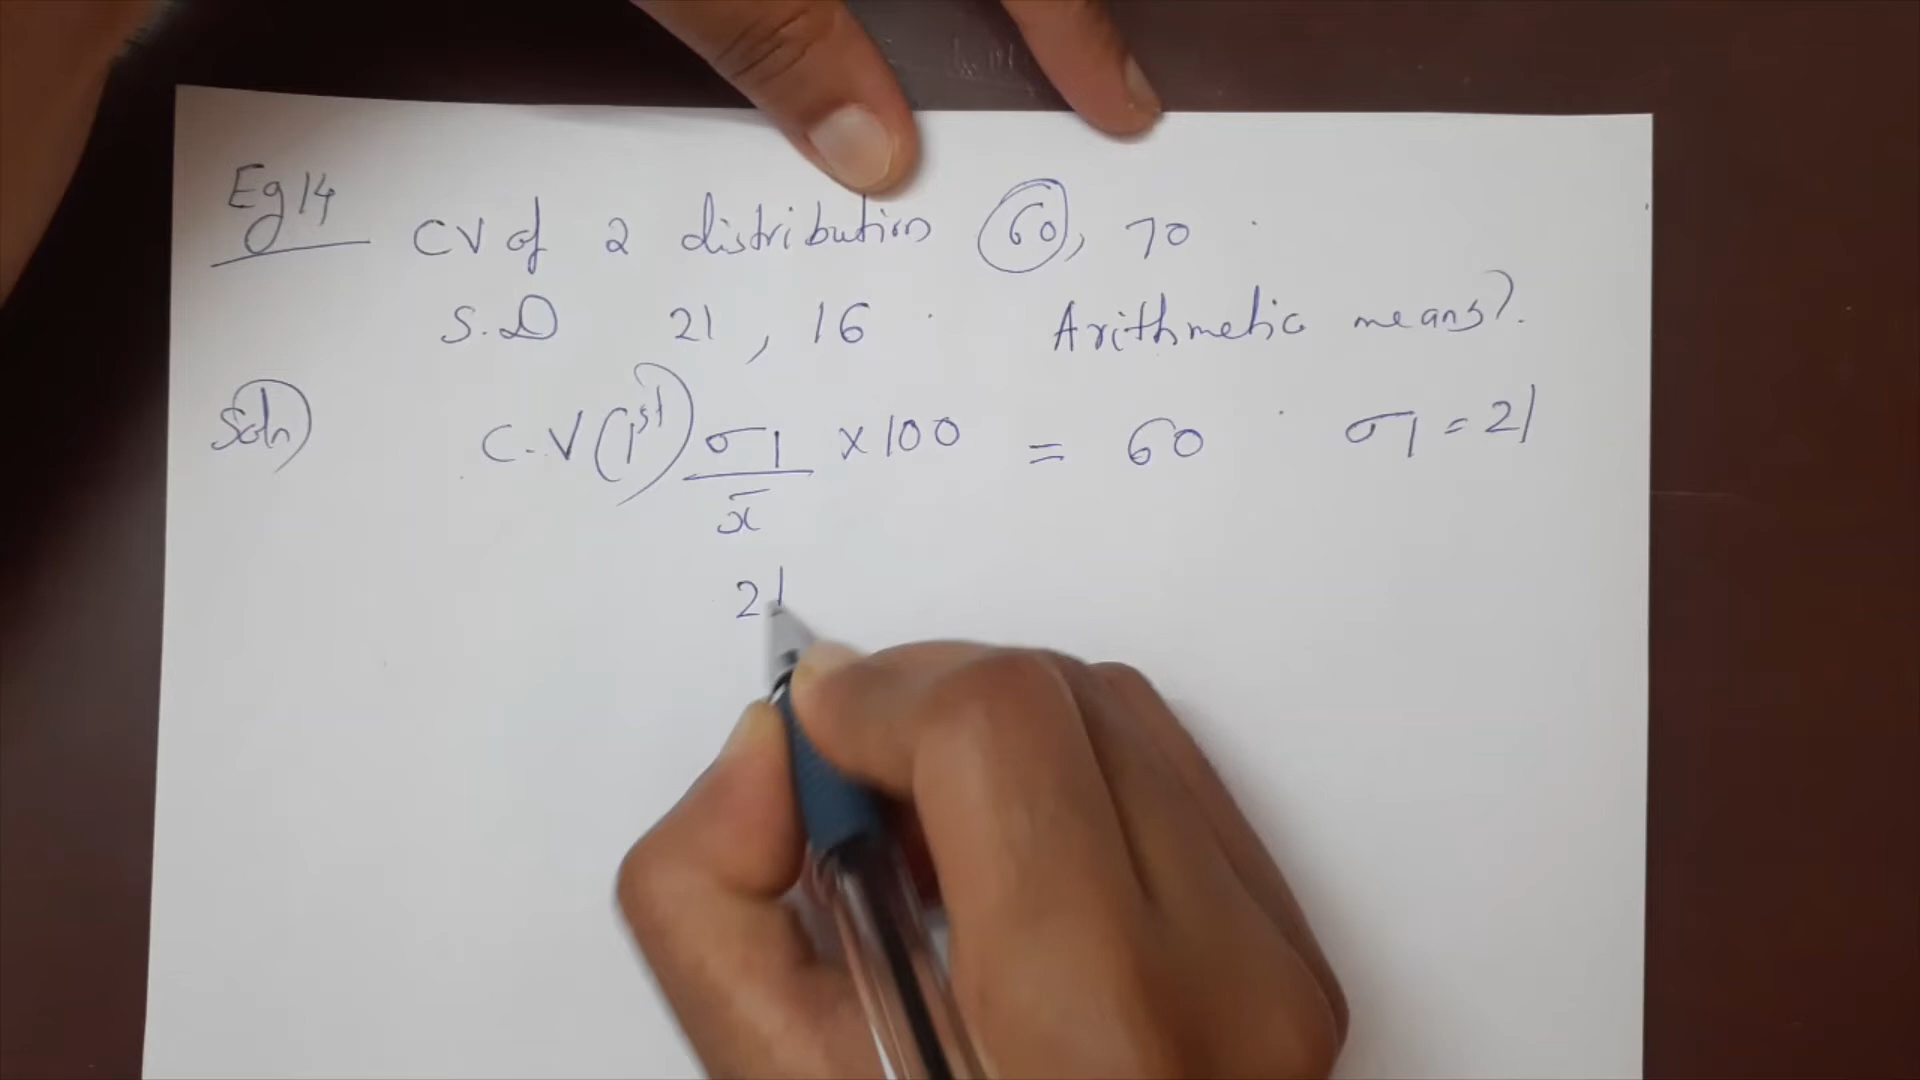 Eg 14
CV of 2 distribution 60, 70
S.D 21, 16. Arithmetic means?
Soln) C.V (1st) σ1/x̄ × 100 = 60 σ1 = 21
21